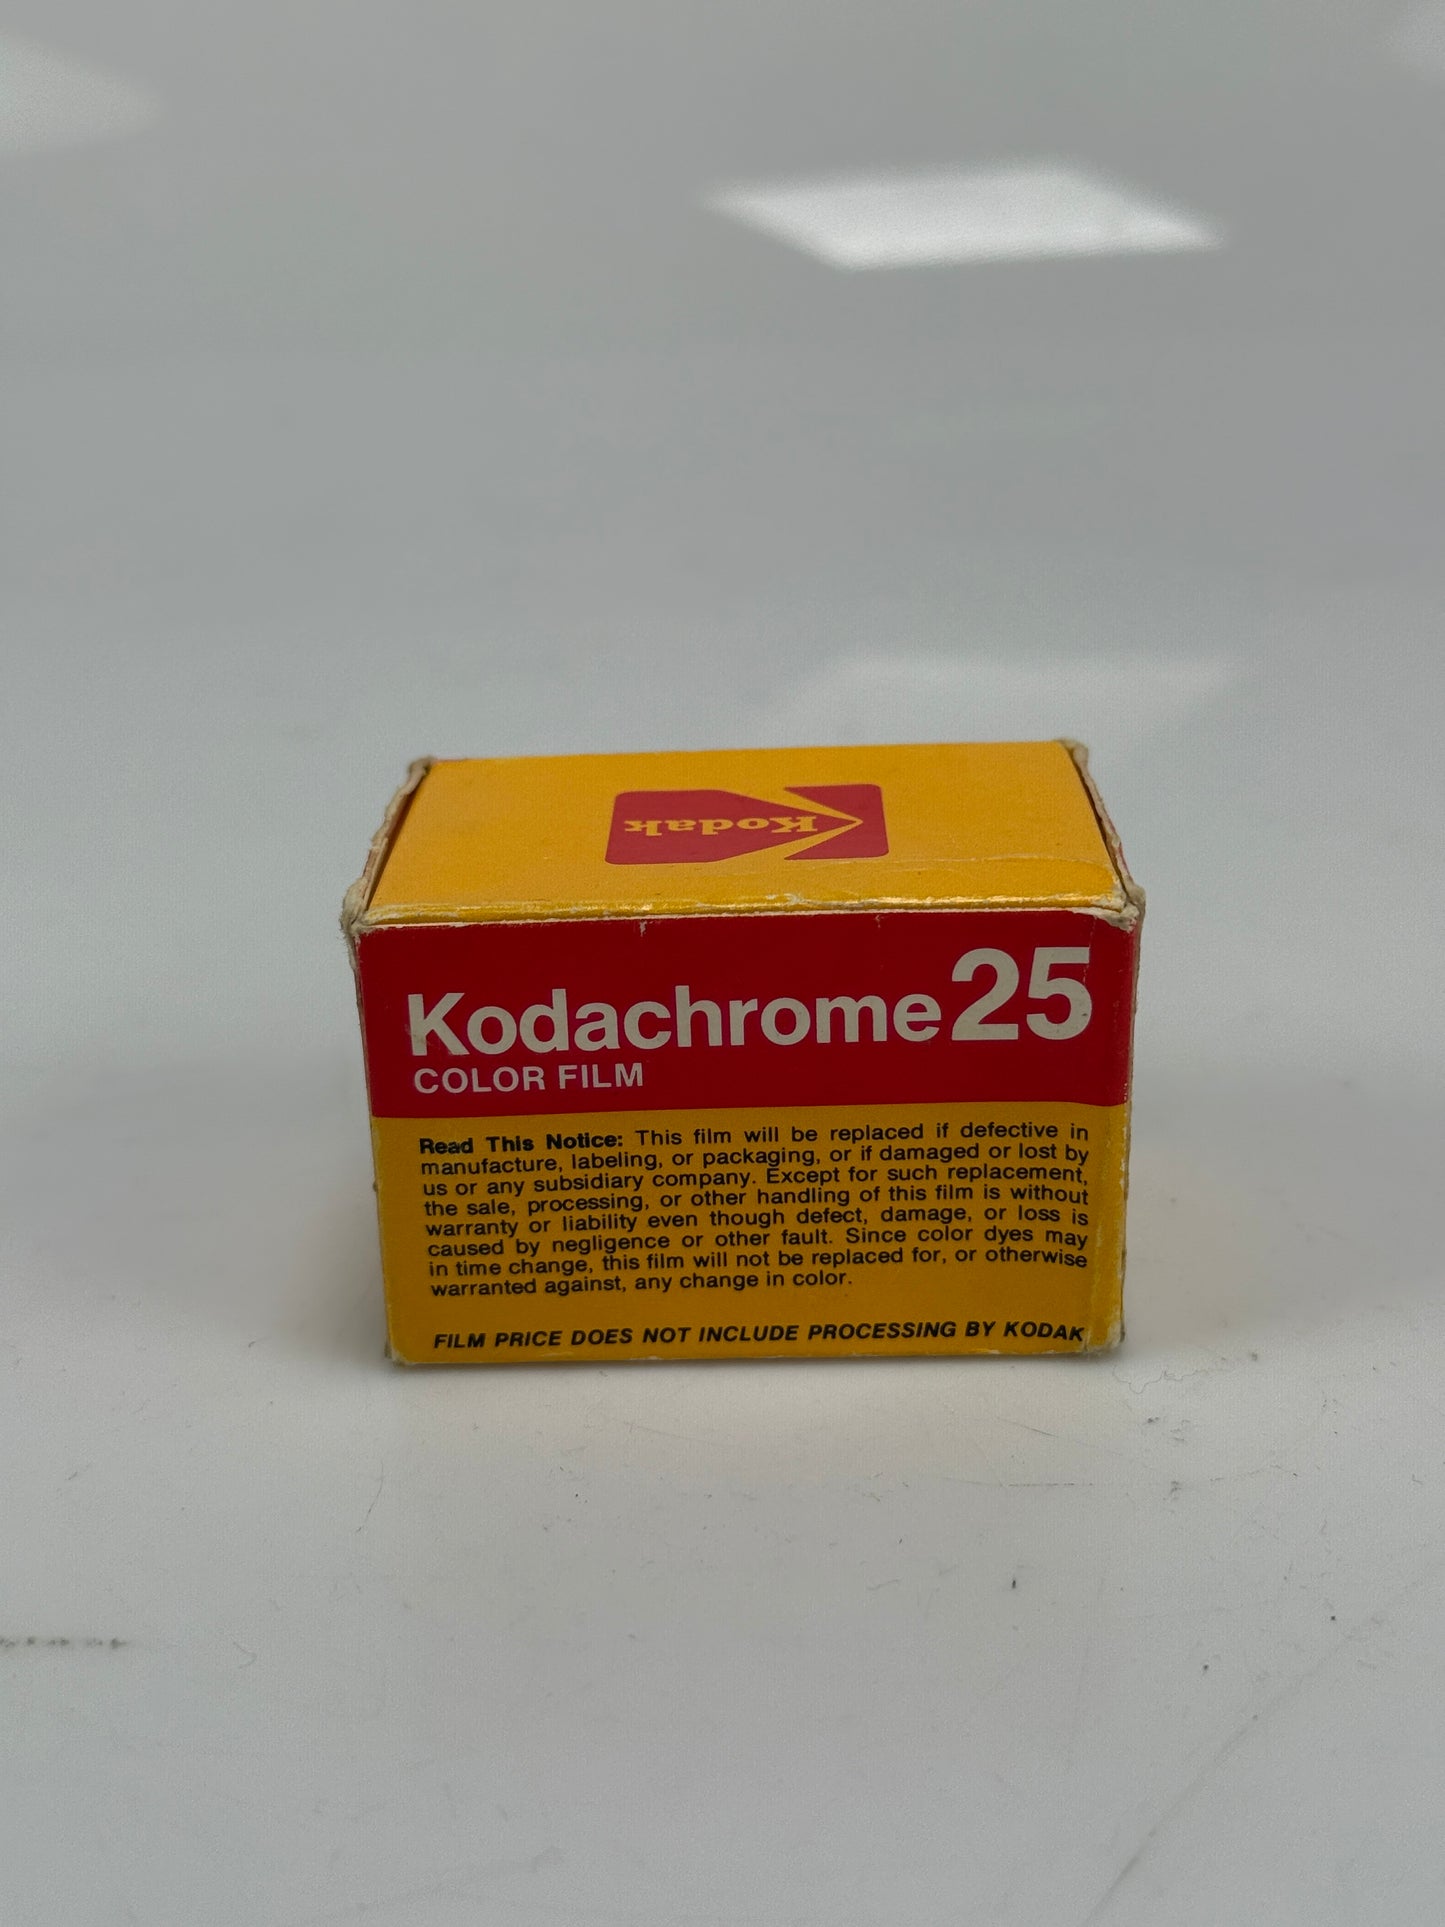 Kodak
Kodachrome 25
COLOR FILM
Read This Notice: This film will be replaced if defective in
manufacture, labeling, or packaging, or if damaged or lost by
us or any subsidiary company. Except for such replacement,
the sale, processing, or other handling of this film is without
warranty or liability even though defect, damage, or loss is
caused by negligence or other fault. Since color dyes may
in time change, this film will not be replaced for, or otherwise
warranted against, any change in color.
FILM PRICE DOES NOT INCLUDE PROCESSING BY KODAK